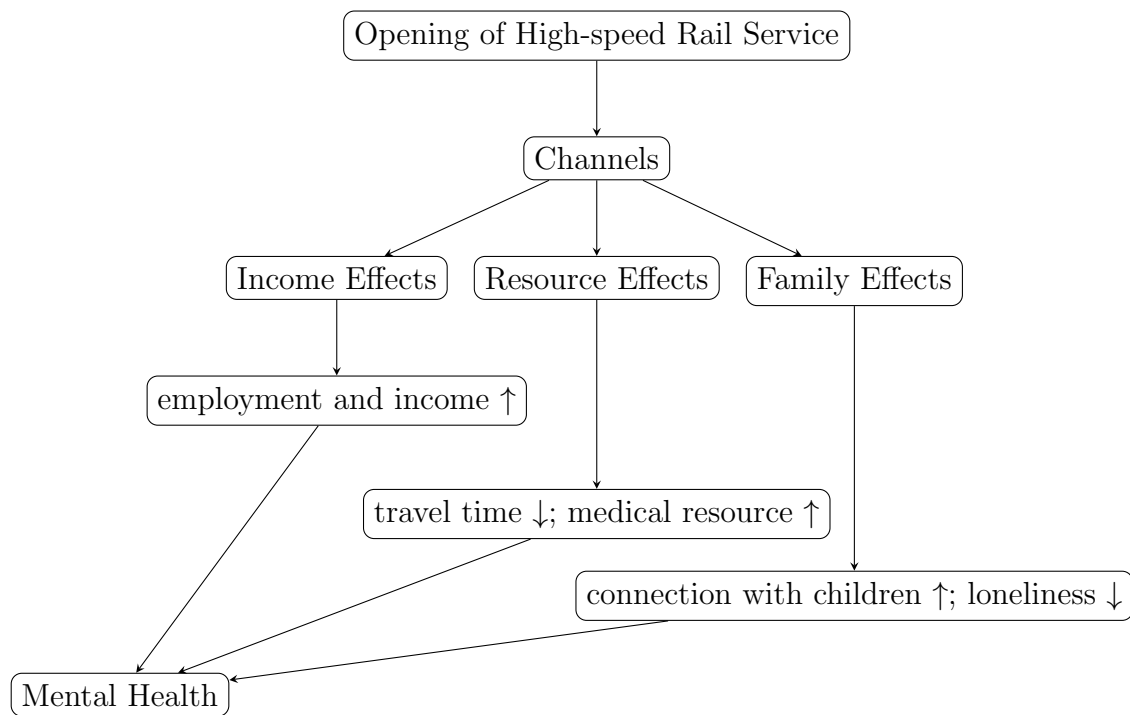 Opening of High-speed Rail Service
Channels
Income Effects
Resource Effects
Family Effects
employment and income ↑
travel time ↓; medical resource ↑
connection with children ↑; loneliness ↓
Mental Health